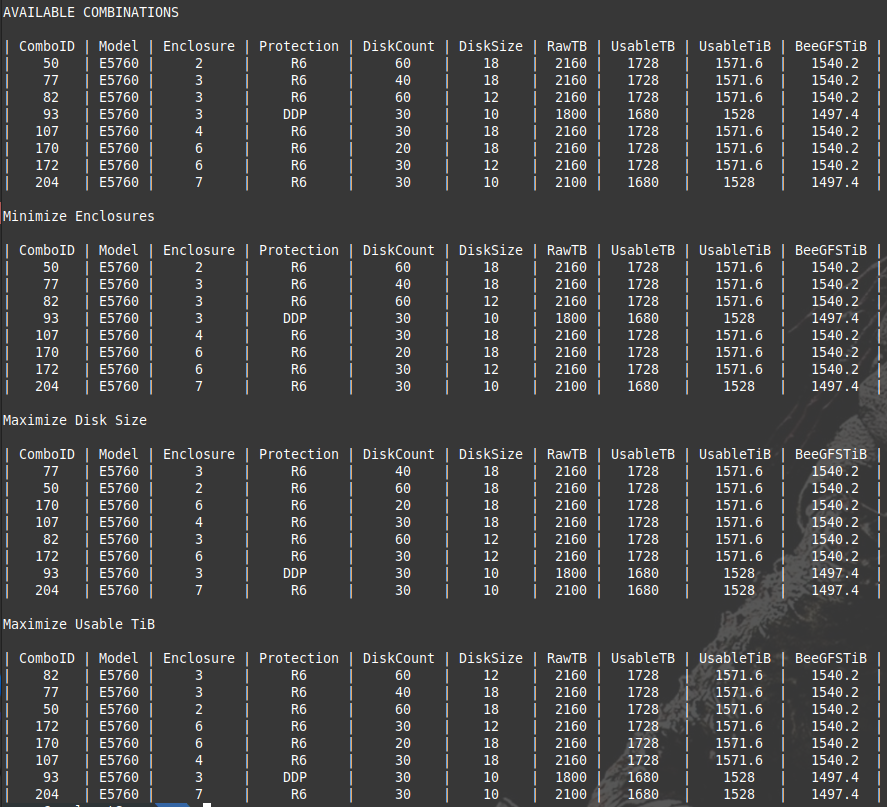 AVAILABLE COMBINATIONS
| ComboID | Model | Enclosure | Protection | DiskCount | DiskSize | RawTB | UsableTB | UsableTiB | BeeGFSTiB |
| 50 | E5760 | 2 | R6 | 60 | 18 | 2160 | 1728 | 1571.6 | 1540.2 |
| 77 | E5760 | 3 | R6 | 40 | 18 | 2160 | 1728 | 1571.6 | 1540.2 |
| 82 | E5760 | 3 | R6 | 60 | 12 | 2160 | 1728 | 1571.6 | 1540.2 |
| 93 | E5760 | 3 | DDP | 30 | 10 | 1800 | 1680 | 1528 | 1497.4 |
| 107 | E5760 | 4 | R6 | 30 | 18 | 2160 | 1728 | 1571.6 | 1540.2 |
| 170 | E5760 | 6 | R6 | 20 | 18 | 2160 | 1728 | 1571.6 | 1540.2 |
| 172 | E5760 | 6 | R6 | 30 | 12 | 2160 | 1728 | 1571.6 | 1540.2 |
| 204 | E5760 | 7 | R6 | 30 | 10 | 2100 | 1680 | 1528 | 1497.4 |
Minimize Enclosures
| ComboID | Model | Enclosure | Protection | DiskCount | DiskSize | RawTB | UsableTB | UsableTiB | BeeGFSTiB |
| 50 | E5760 | 2 | R6 | 60 | 18 | 2160 | 1728 | 1571.6 | 1540.2 |
| 77 | E5760 | 3 | R6 | 40 | 18 | 2160 | 1728 | 1571.6 | 1540.2 |
| 82 | E5760 | 3 | R6 | 60 | 12 | 2160 | 1728 | 1571.6 | 1540.2 |
| 93 | E5760 | 3 | DDP | 30 | 10 | 1800 | 1680 | 1528 | 1497.4 |
| 107 | E5760 | 4 | R6 | 30 | 18 | 2160 | 1728 | 1571.6 | 1540.2 |
| 170 | E5760 | 6 | R6 | 20 | 18 | 2160 | 1728 | 1571.6 | 1540.2 |
| 172 | E5760 | 6 | R6 | 30 | 12 | 2160 | 1728 | 1571.6 | 1540.2 |
| 204 | E5760 | 7 | R6 | 30 | 10 | 2100 | 1680 | 1528 | 1497.4 |
Maximize Disk Size
| ComboID | Model | Enclosure | Protection | DiskCount | DiskSize | RawTB | UsableTB | UsableTiB | BeeGFSTiB |
| 77 | E5760 | 3 | R6 | 40 | 18 | 2160 | 1728 | 1571.6 | 1540.2 |
| 50 | E5760 | 2 | R6 | 60 | 18 | 2160 | 1728 | 1571.6 | 1540.2 |
| 170 | E5760 | 6 | R6 | 20 | 18 | 2160 | 1728 | 1571.6 | 1540.2 |
| 107 | E5760 | 4 | R6 | 30 | 18 | 2160 | 1728 | 1571.6 | 1540.2 |
| 82 | E5760 | 3 | R6 | 60 | 12 | 2160 | 1728 | 1571.6 | 1540.2 |
| 172 | E5760 | 6 | R6 | 30 | 12 | 2160 | 1728 | 1571.6 | 1540.2 |
| 93 | E5760 | 3 | DDP | 30 | 10 | 1800 | 1680 | 1528 | 1497.4 |
| 204 | E5760 | 7 | R6 | 30 | 10 | 2100 | 1680 | 1528 | 1497.4 |
Maximize Usable TiB
| ComboID | Model | Enclosure | Protection | DiskCount | DiskSize | RawTB | UsableTB | UsableTiB | BeeGFSTiB |
| 82 | E5760 | 3 | R6 | 60 | 12 | 2160 | 1728 | 1571.6 | 1540.2 |
| 77 | E5760 | 3 | R6 | 40 | 18 | 2160 | 1728 | 1571.6 | 1540.2 |
| 50 | E5760 | 2 | R6 | 60 | 18 | 2160 | 1728 | 1571.6 | 1540.2 |
| 172 | E5760 | 6 | R6 | 30 | 12 | 2160 | 1728 | 1571.6 | 1540.2 |
| 170 | E5760 | 6 | R6 | 20 | 18 | 2160 | 1728 | 1571.6 | 1540.2 |
| 107 | E5760 | 4 | R6 | 30 | 18 | 2160 | 1728 | 1571.6 | 1540.2 |
| 93 | E5760 | 3 | DDP | 30 | 10 | 1800 | 1680 | 1528 | 1497.4 |
| 204 | E5760 | 7 | R6 | 30 | 10 | 2100 | 1680 | 1528 | 1497.4 |